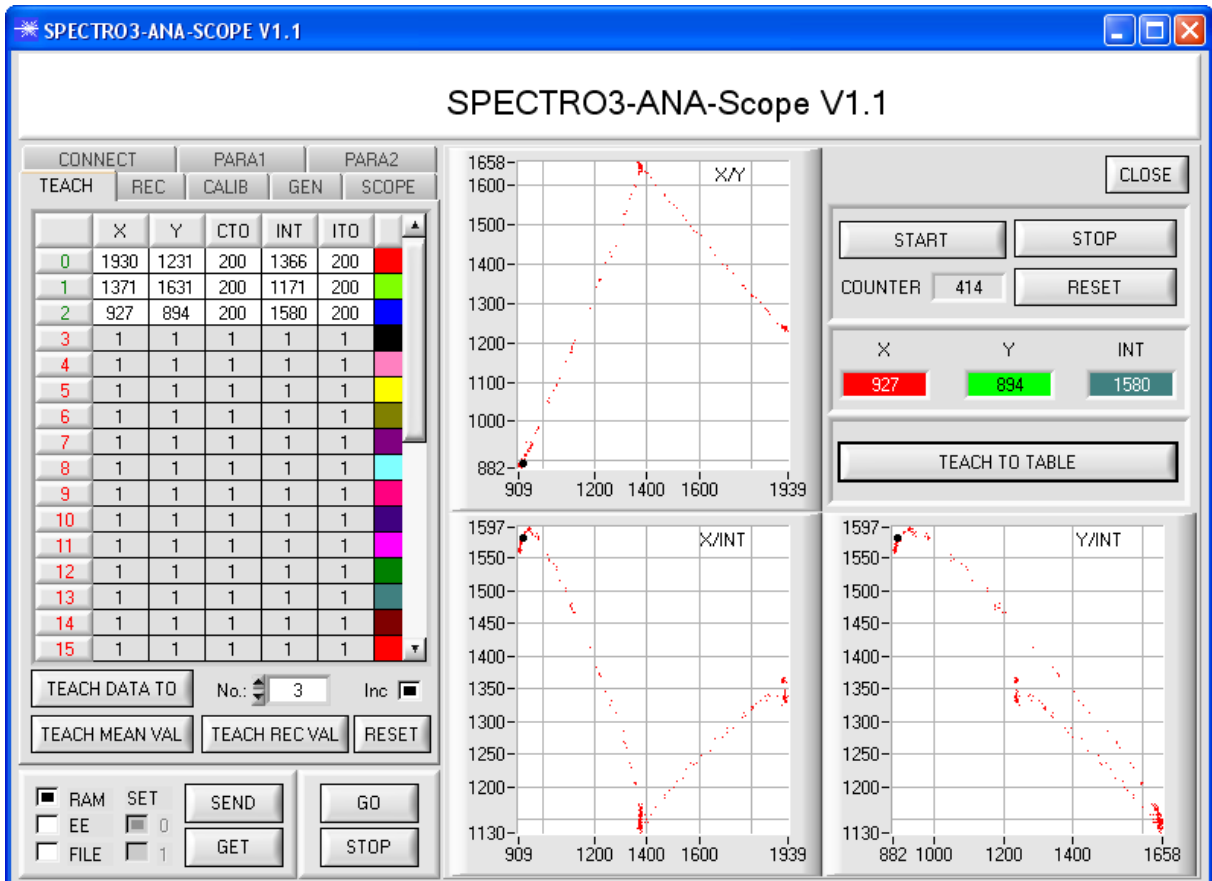 SPECTRO3-ANA-SCOPE V1.1
SPECTRO3-ANA-Scope V1.1
CONNECT PARA1 PARA2
TEACH REC CALIB GEN SCOPE
X Y CTO INT ITO
0 1930 1231 200 1366 200
1 1371 1631 200 1171 200
2 927 894 200 1580 200
3 1 1 1 1 1
4 1 1 1 1 1
5 1 1 1 1 1
6 1 1 1 1 1
7 1 1 1 1 1
8 1 1 1 1 1
9 1 1 1 1 1
10 1 1 1 1 1
11 1 1 1 1 1
12 1 1 1 1 1
13 1 1 1 1 1
14 1 1 1 1 1
15 1 1 1 1 1
TEACH DATA TO No.: 3 Inc
TEACH MEAN VAL TEACH REC VAL RESET
RAM SET
EE 0
FILE 1
SEND
GET
GO
STOP
X/Y
1658
1600
1500
1400
1300
1200
1100
1000
882
909 1200 1400 1600 1939
CLOSE
START STOP
COUNTER 414 RESET
X Y INT
927 894 1580
TEACH TO TABLE
X/INT
1597
1550
1500
1450
1400
1350
1300
1250
1200
1130
909 1200 1400 1600 1939
Y/INT
1597
1550
1500
1450
1400
1350
1300
1250
1200
1130
882 1000 1200 1400 1658